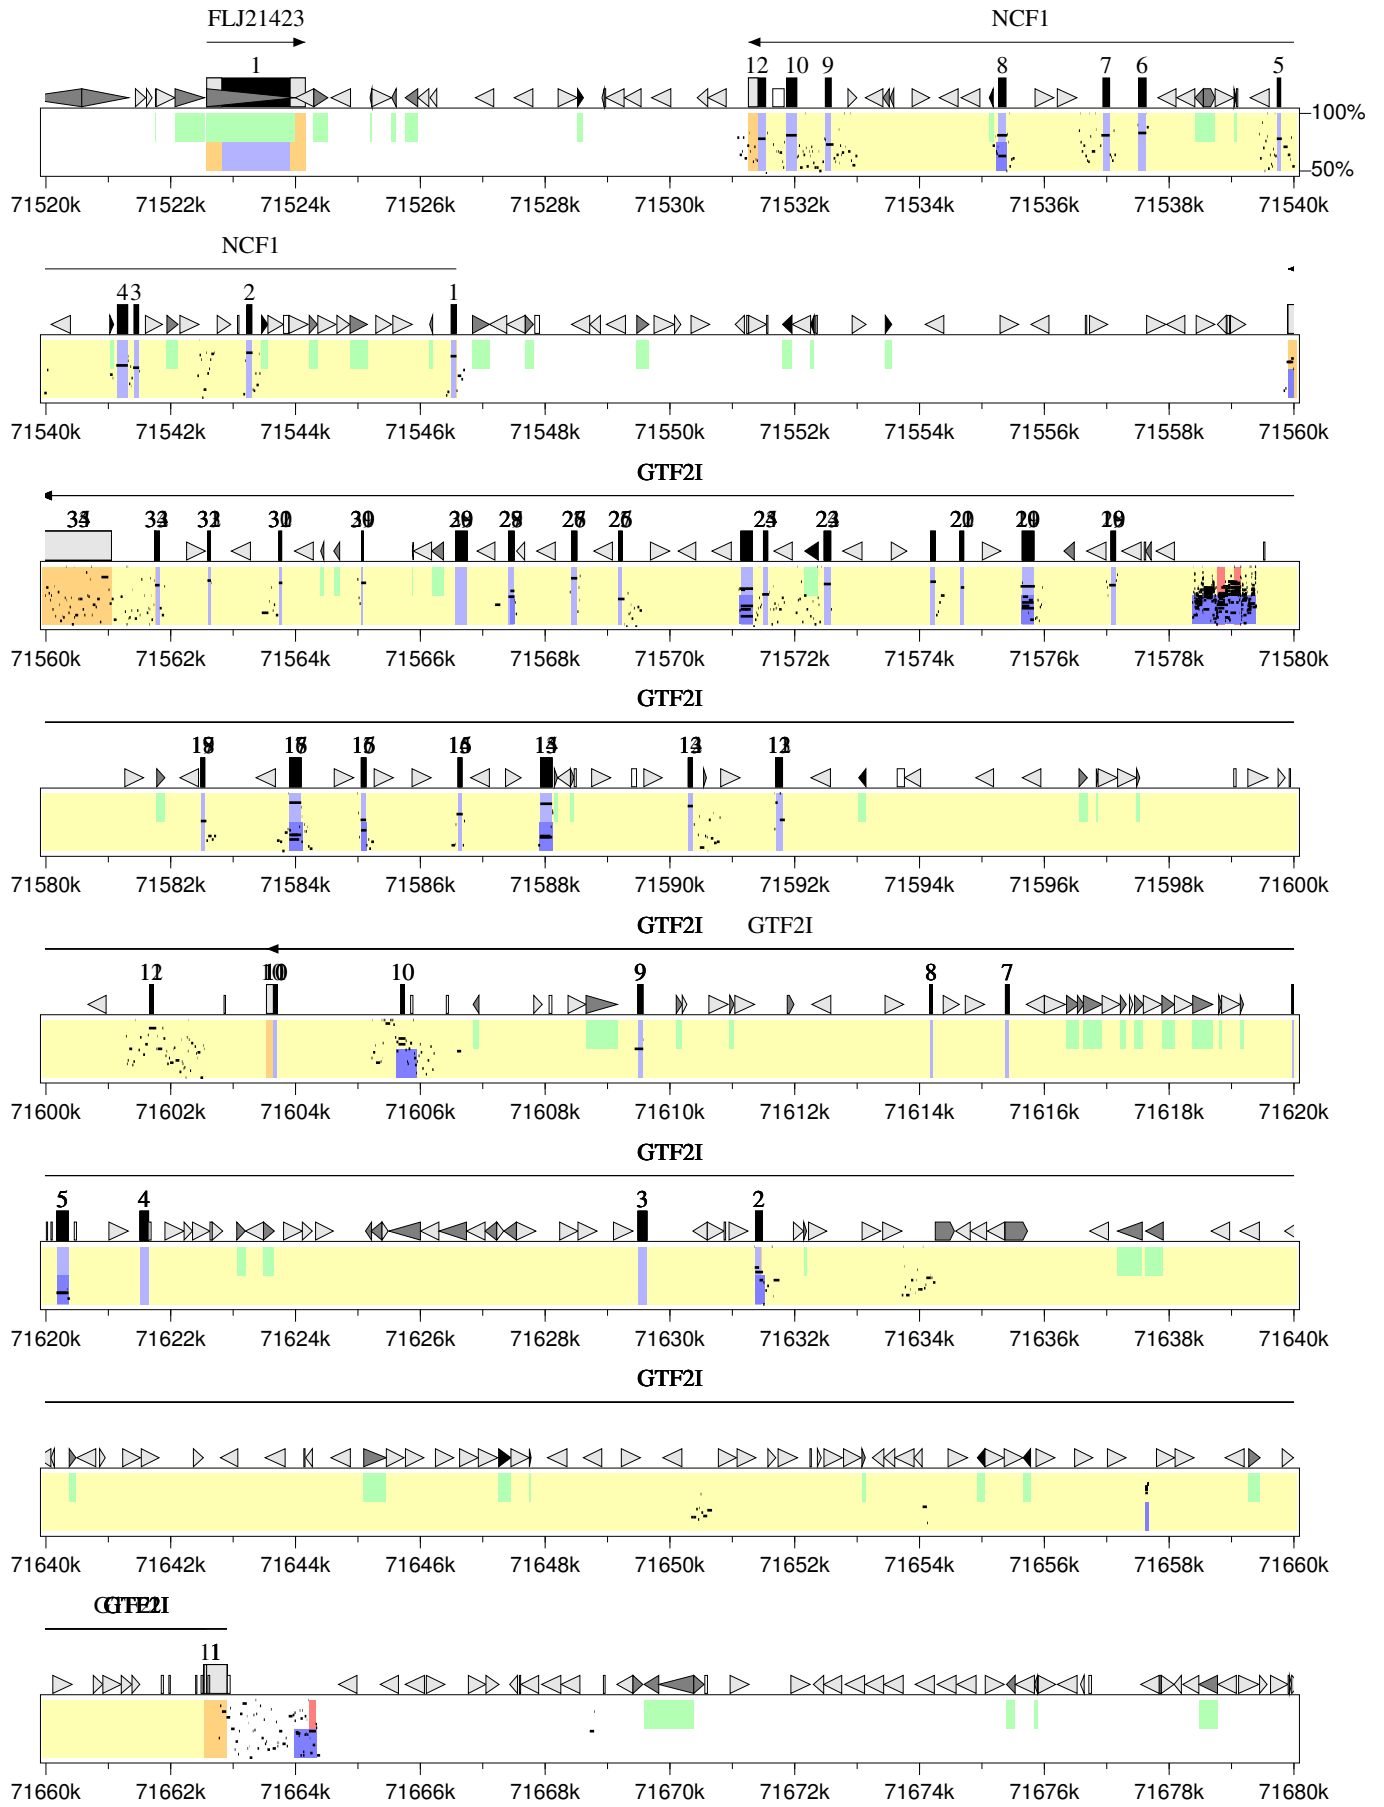 FLJ21423 NCF1
1 12 10 9 8 7 6 5
100%
50%
71520k 71522k 71524k 71526k 71528k 71530k 71532k 71534k 71536k 71538k 71540k
NCF1
4 3 2 1
71540k 71542k 71544k 71546k 71548k 71550k 71552k 71554k 71556k 71558k 71560k
GTF2I
71560k 71562k 71564k 71566k 71568k 71570k 71572k 71574k 71576k 71578k 71580k
GTF2I
71580k 71582k 71584k 71586k 71588k 71590k 71592k 71594k 71596k 71598k 71600k
GTF2I GTF2I
10 9 8 7
71600k 71602k 71604k 71606k 71608k 71610k 71612k 71614k 71616k 71618k 71620k
GTF2I
5 4 3 2
71620k 71622k 71624k 71626k 71628k 71630k 71632k 71634k 71636k 71638k 71640k
GTF2I
71640k 71642k 71644k 71646k 71648k 71650k 71652k 71654k 71656k 71658k 71660k
GTF2I
1 1
71660k 71662k 71664k 71666k 71668k 71670k 71672k 71674k 71676k 71678k 71680k